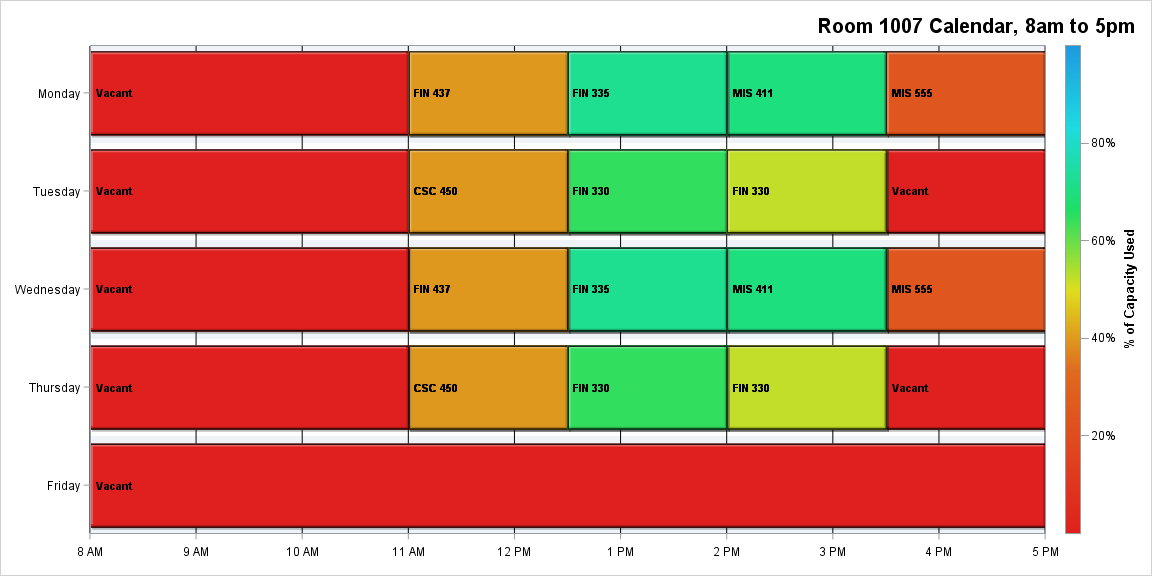 Room 1007 Calendar, 8am to 5pm
Monday
Vacant
FIN 437
FIN 335
MIS 411
MIS 555
Tuesday
Vacant
CSC 450
FIN 330
FIN 330
Vacant
Wednesday
Vacant
FIN 437
FIN 335
MIS 411
MIS 555
Thursday
Vacant
CSC 450
FIN 330
FIN 330
Vacant
Friday
Vacant
8 AM
9 AM
10 AM
11 AM
12 PM
1 PM
2 PM
3 PM
4 PM
5 PM
80%
60%
40%
20%
% of Capacity Used